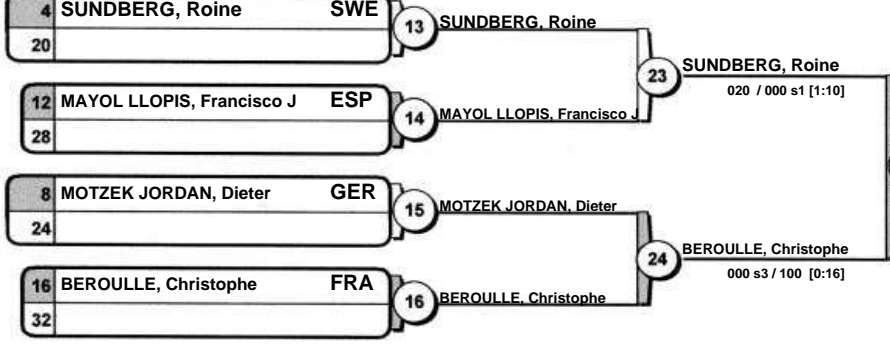 4 SUNDBERG, Roine SWE
20
13
SUNDBERG, Roine
12 MAYOL LLOPIS, Francisco J ESP
28
14
MAYOL LLOPIS, Francisco J
23
SUNDBERG, Roine
020 / 000 s1 [1:10]
8 MOTZEK JORDAN, Dieter GER
24
15
MOTZEK JORDAN, Dieter
16 BEROULLE, Christophe FRA
32
16
BEROULLE, Christophe
24
BEROULLE, Christophe
000 s3 / 100 [0:16]